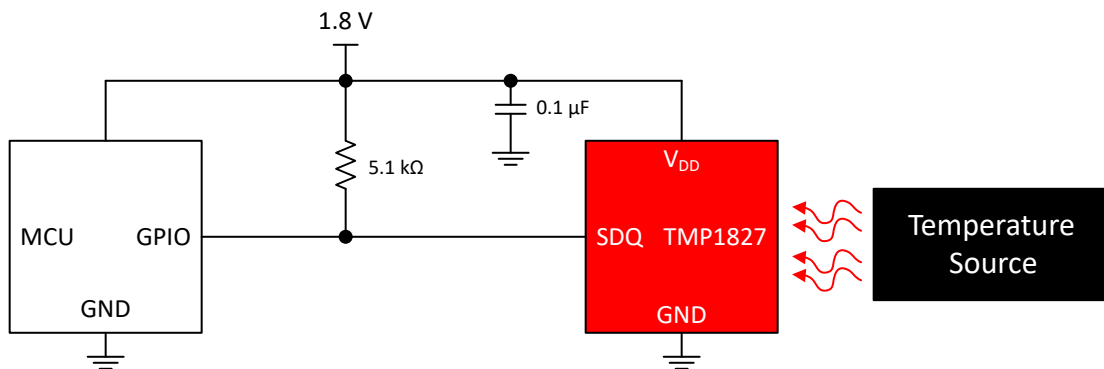 1.8 V
0.1 µF
5.1 kΩ
VDD
MCU
GPIO
SDQ
TMP1827
Temperature
Source
GND
GND